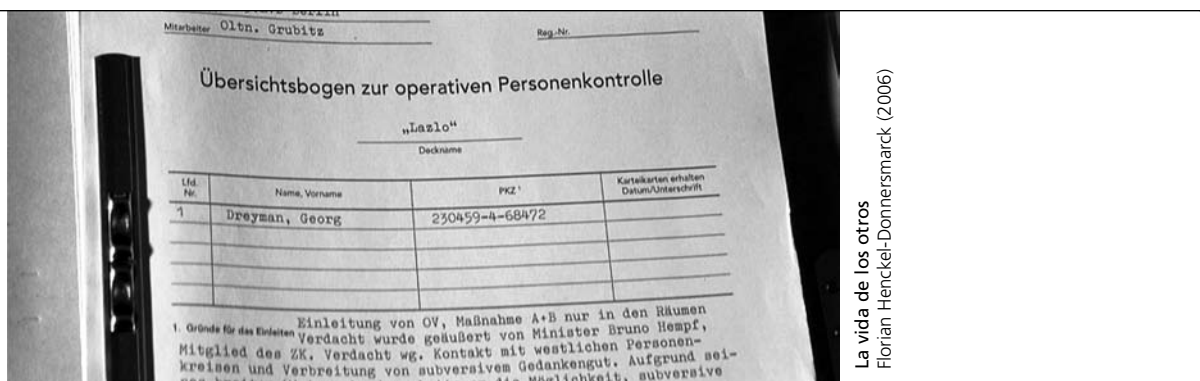 Mitarbeiter Oltn. Grubitz Reg.-Nr.
Übersichtsbogen zur operativen Personenkontrolle
„Lazlo“
Deckname
Lfd. Nr. Name, Vorname PKZ ¹ Karteikarten erhalten Datum/Unterschrift
1 Dreyman, Georg 230459-4-68472
1. Gründe für das Einleiten Einleitung von OV, Maßnahme A+B nur in den Räumen
Verdacht wurde geäußert von Minister Bruno Hempf,
Mitglied des ZK. Verdacht wg. Kontakt mit westlichen Personen-
kreisen und Verbreitung von subversivem Gedankengut. Aufgrund sei-
subversive
La vida de los otros
Florian Henckel-Donnersmarck (2006)